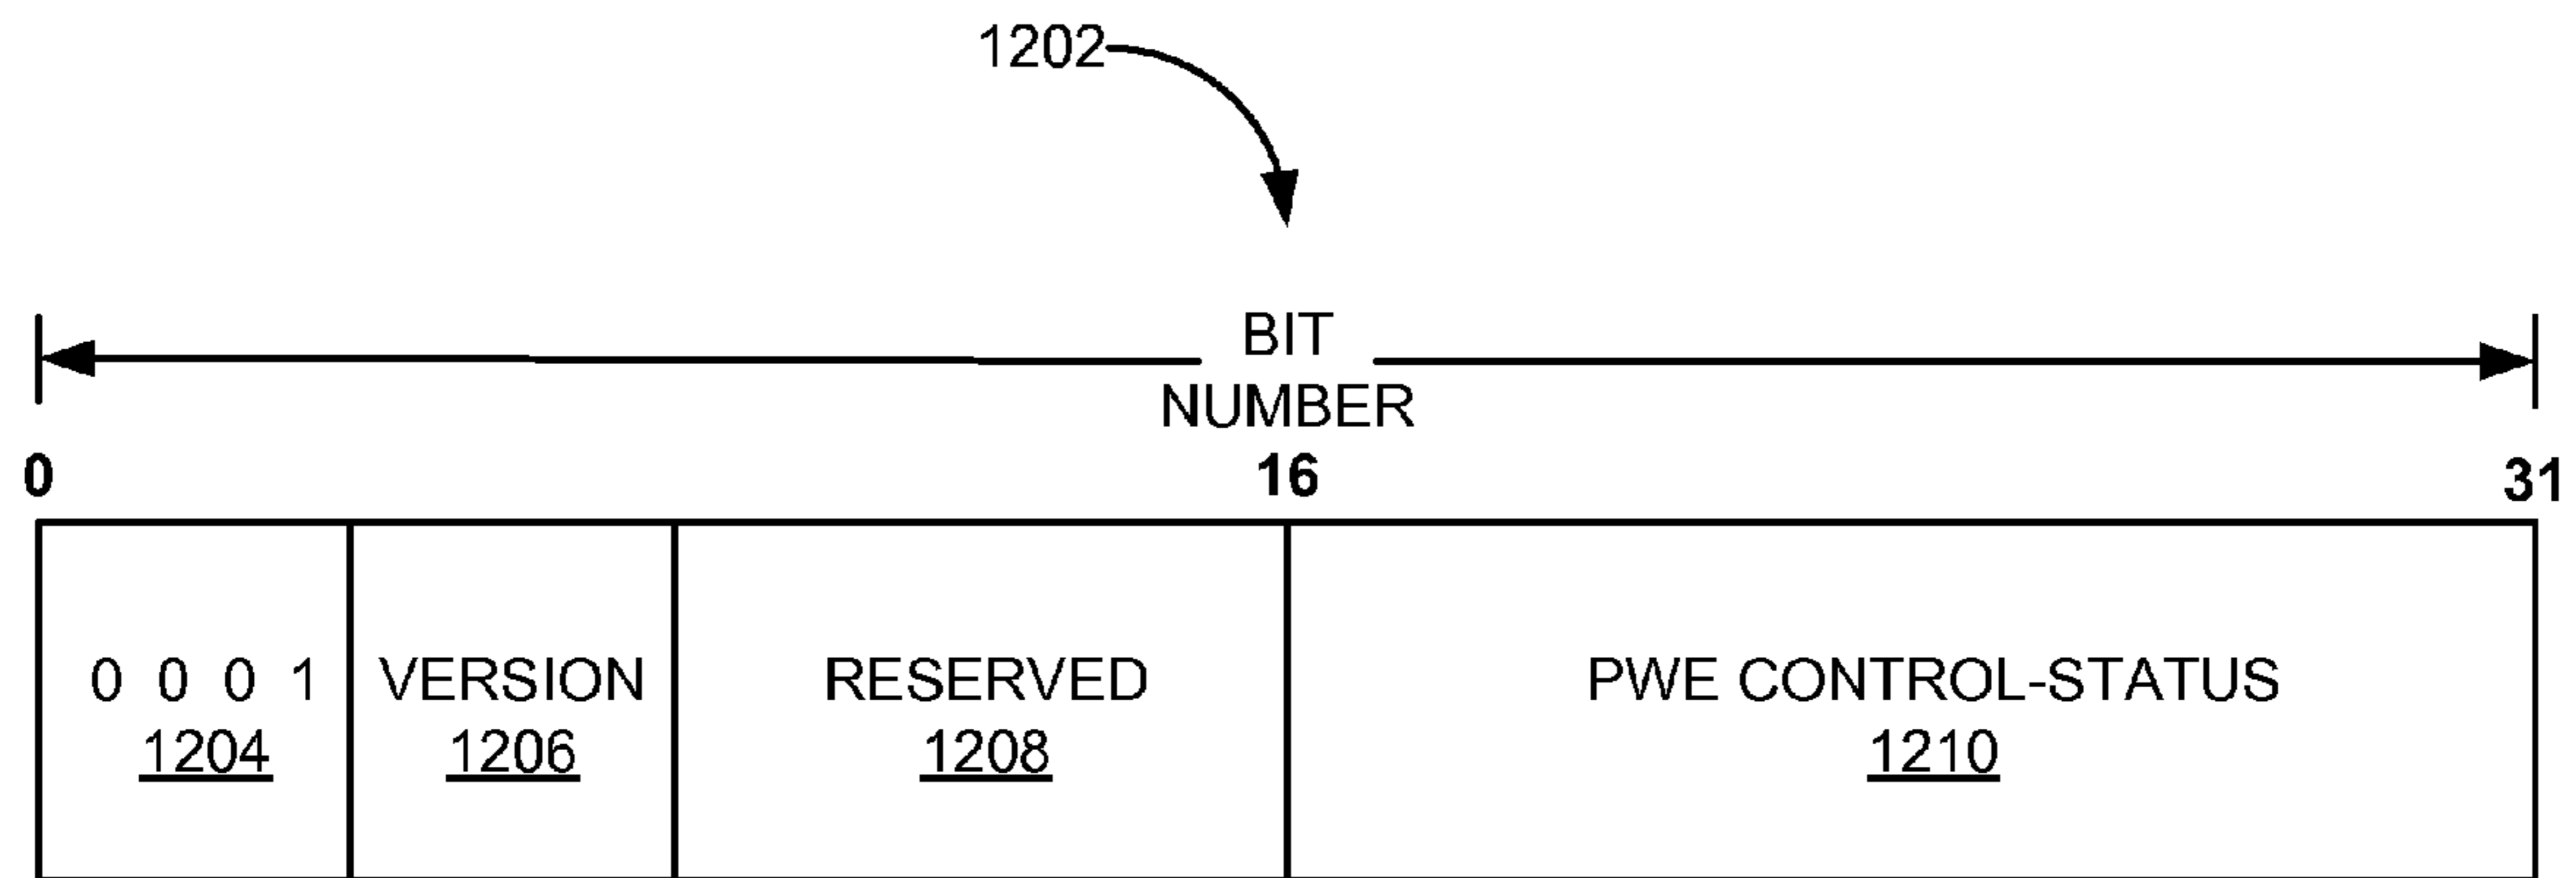 1202
BIT
NUMBER
0 16 31
0 0 0 1 VERSION RESERVED PWE CONTROL-STATUS
1204 1206 1208 1210